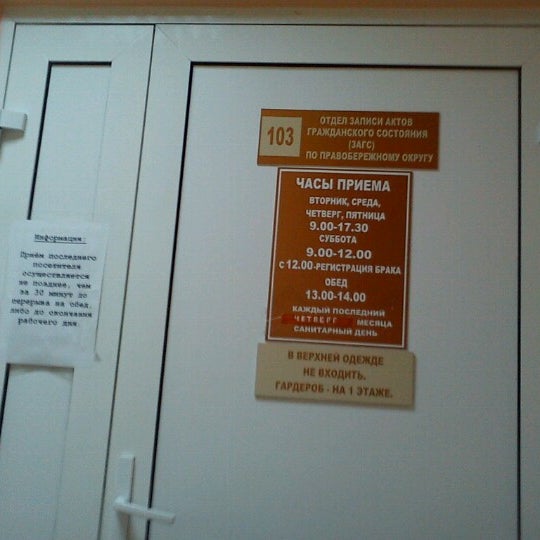 103
ОТДЕЛ ЗАПИСИ АКТОВ
ГРАЖДАНСКОГО СОСТОЯНИЯ
(ЗАГС)
ПО ПРАВОБЕРЕЖНОМУ ОКРУГУ
ЧАСЫ ПРИЕМА
ВТОРНИК, СРЕДА,
ЧЕТВЕРГ, ПЯТНИЦА
9.00-17.30
СУББОТА
9.00-12.00
с 12.00-РЕГИСТРАЦИЯ БРАКА
ОБЕД
13.00-14.00
КАЖДЫЙ ПОСЛЕДНИЙ
ЧЕТВЕРГ МЕСЯЦА
САНИТАРНЫЙ ДЕНЬ
В ВЕРХНЕЙ ОДЕЖДЕ
НЕ ВХОДИТЬ.
ГАРДЕРОБ - НА 1 ЭТАЖЕ.
Информация:
Приём последнего
посетителя
осуществляется
не позднее, чем
за 30 минут до
перерыва на обед,
либо до окончания
рабочего дня.